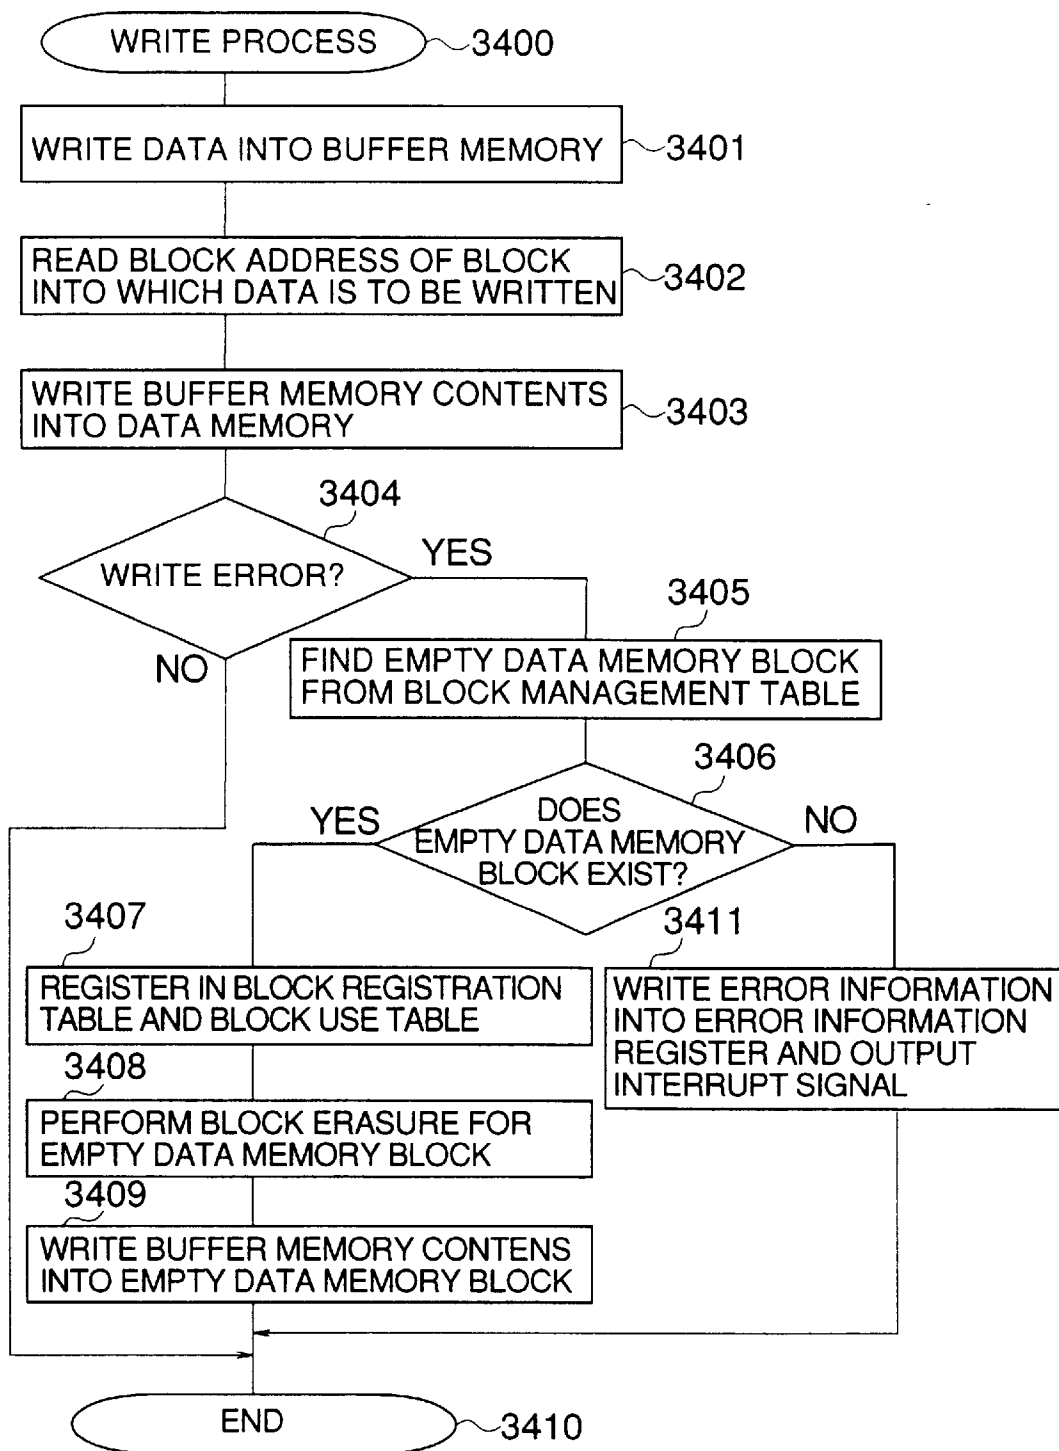 WRITE PROCESS
3400
WRITE DATA INTO BUFFER MEMORY
3401
READ BLOCK ADDRESS OF BLOCK
INTO WHICH DATA IS TO BE WRITTEN
3402
WRITE BUFFER MEMORY CONTENTS
INTO DATA MEMORY
3403
3404
WRITE ERROR?
YES
NO
3405
FIND EMPTY DATA MEMORY BLOCK
FROM BLOCK MANAGEMENT TABLE
3406
DOES
EMPTY DATA MEMORY
BLOCK EXIST?
YES
NO
3407
REGISTER IN BLOCK REGISTRATION
TABLE AND BLOCK USE TABLE
3408
PERFORM BLOCK ERASURE FOR
EMPTY DATA MEMORY BLOCK
3409
WRITE BUFFER MEMORY CONTENS
INTO EMPTY DATA MEMORY BLOCK
3411
WRITE ERROR INFORMATION
INTO ERROR INFORMATION
REGISTER AND OUTPUT
INTERRUPT SIGNAL
END
3410